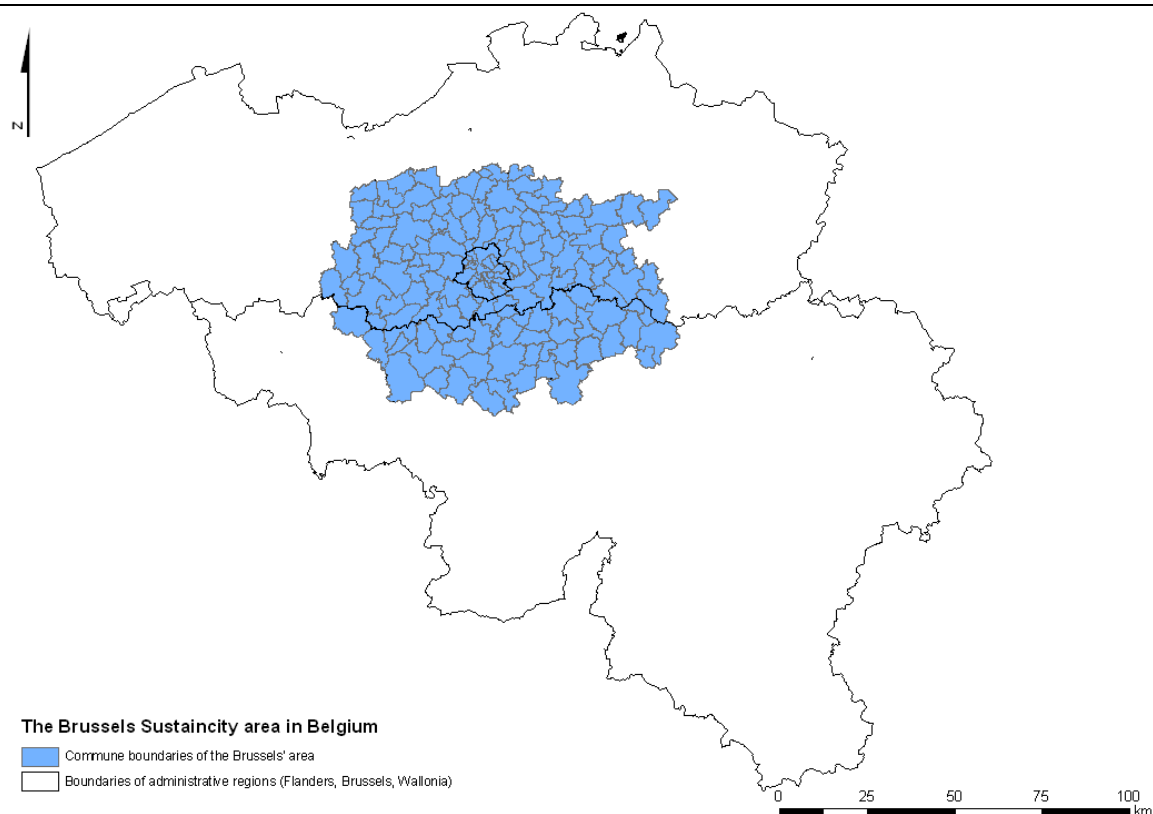 N
The Brussels Sustaincity area in Belgium
Commune boundaries of the Brussels' area
Boundaries of administrative regions (Flanders, Brussels, Wallonia)
0 25 50 75 100
km